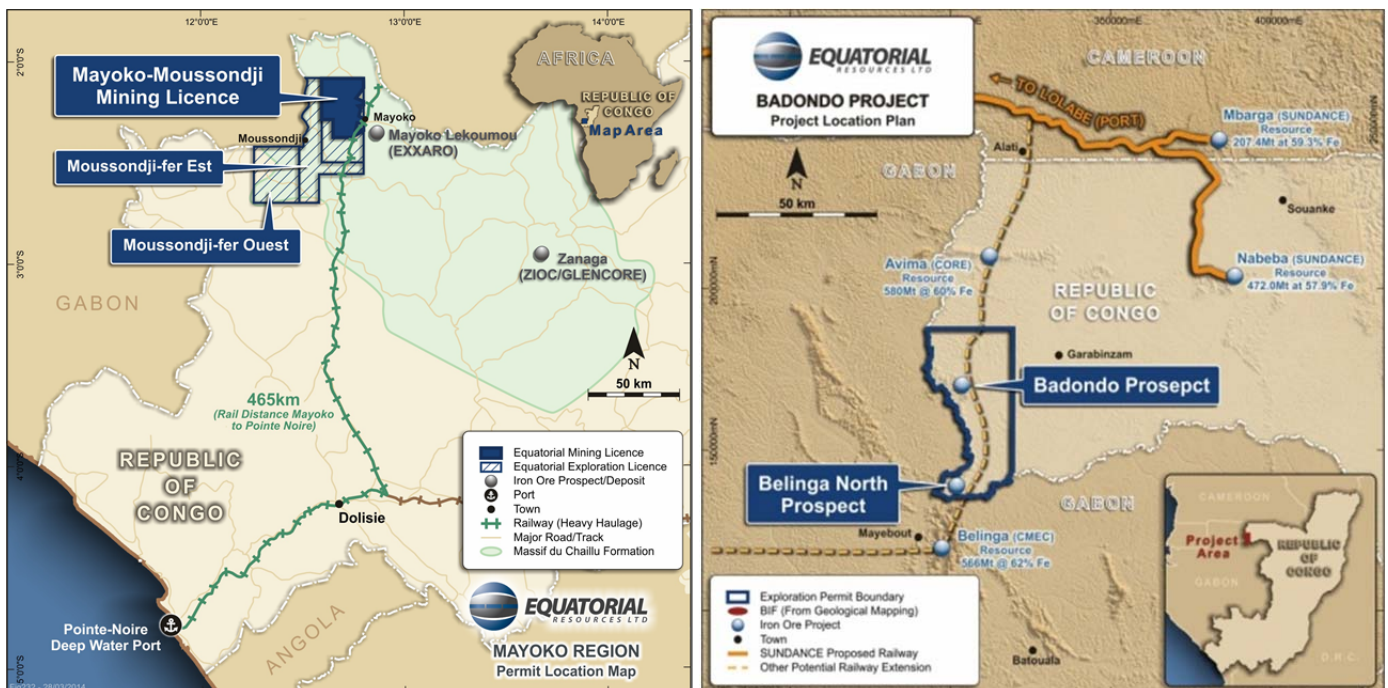 12°0'0"E
13°0'0"E
14°0'0"E
2°0'0"S
Mayoko-Moussondji
Mining Licence
AFRICA
REPUBLIC OF
CONGO
Map Area
Mayoko
Moussondji
Mayoko Lekoumou
(EXXARO)
Moussondji-fer Est
Moussondji-fer Ouest
3°0'0"S
Zanaga
(ZIOC/GLENCORE)
GABON
N
50 km
465km
(Rail Distance Mayoko
to Pointe Noire)
REPUBLIC
OF
CONGO
4°0'0"S
Equatorial Mining Licence
Equatorial Exploration Licence
Iron Ore Prospect/Deposit
Port
Town
Railway (Heavy Haulage)
Major Road/Track
Massif du Chaillu Formation
Dolisie
EQUATORIAL
RESOURCES LTD
Pointe-Noire
Deep Water Port
ANGOLA
MAYOKO REGION
Permit Location Map
5°0'0"S
Fig233 - 28/03/2014
350000mE
400000mE
EQUATORIAL
RESOURCES LTD
BADONDO PROJECT
Project Location Plan
CAMEROON
TO LOLABE (PORT)
Mbarga (SUNDANCE)
Resource
207.4Mt at 59.3% Fe
Alati
GABON
N
50 km
Souanke
Avima (CORE)
Resource
580Mt @ 60% Fe
Nabeba (SUNDANCE)
Resource
472.0Mt at 57.9% Fe
200000mN
REPUBLIC
OF CONGO
Garabinzam
Badondo Prosepct
150000mN
Belinga North
Prospect
GABON
Mayebout
Belinga (CMEC)
Resource
566Mt @ 62% Fe
CAMEROON
Project
Area
REPUBLIC
OF
CONGO
GABON
D.R.C.
Exploration Permit Boundary
BIF (From Geological Mapping)
Iron Ore Project
Town
SUNDANCE Proposed Railway
Other Potential Railway Extension
Batouala